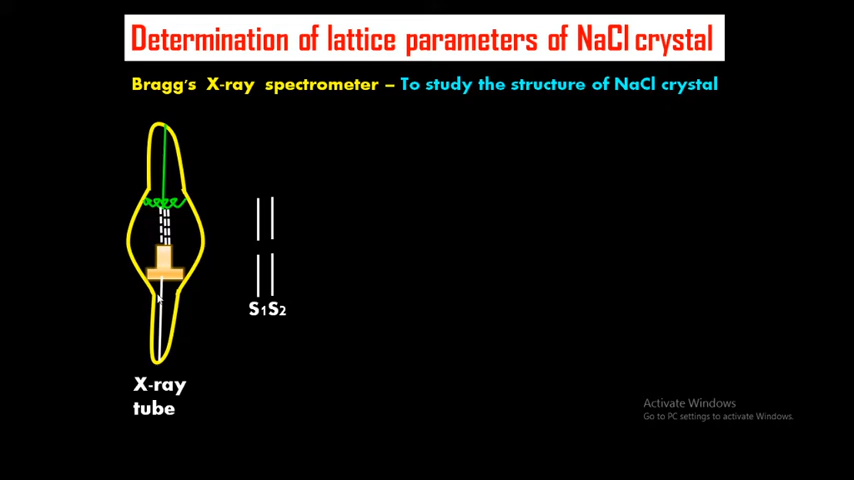 Determination of lattice parameters of NaCl crystal
Bragg's X-ray spectrometer – To study the structure of NaCl crystal
S1S2
X-ray
tube
Activate Windows
Go to PC settings to activate Windows.